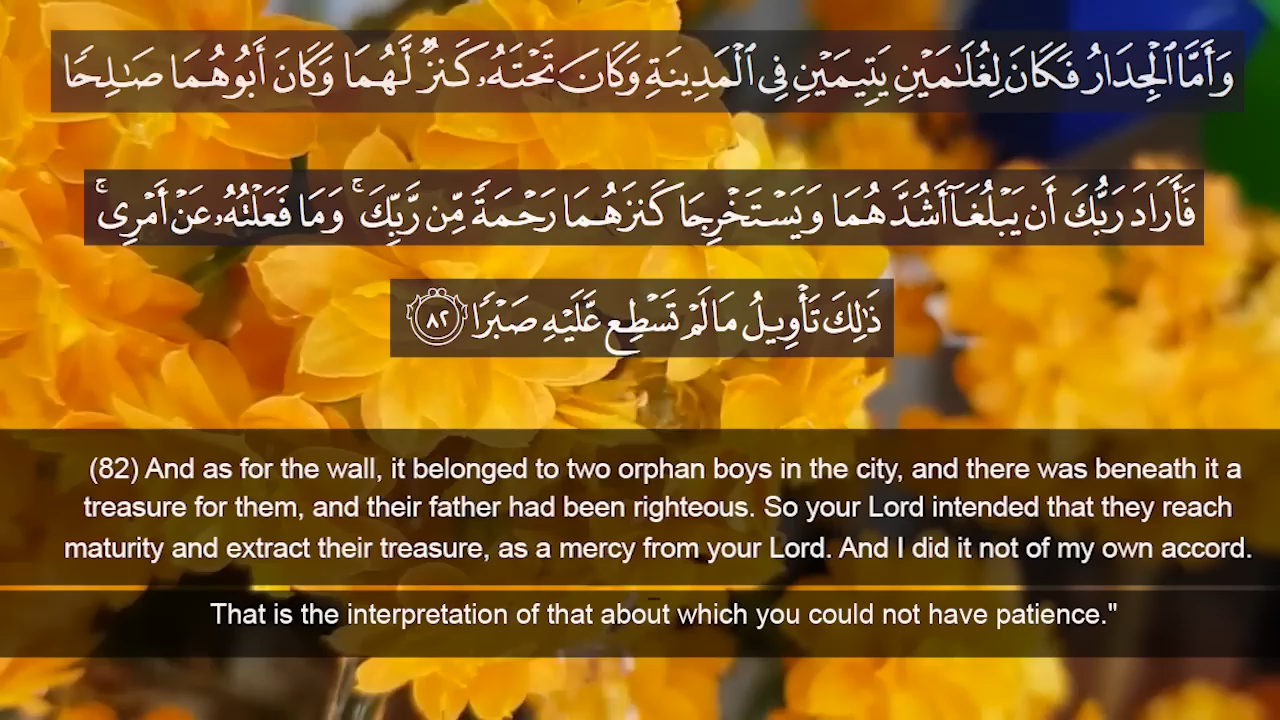 وَأَمَّا ٱلْجِدَارُ فَكَانَ لِغُلَٰمَيْنِ يَتِيمَيْنِ فِى ٱلْمَدِينَةِ وَكَانَ تَحْتَهُۥ كَنزٌ لَّهُمَا وَكَانَ أَبُوهُمَا صَٰلِحًا
فَأَرَادَ رَبُّكَ أَن يَبْلُغَآ أَشُدَّهُمَا وَيَسْتَخْرِجَا كَنزَهُمَا رَحْمَةً مِّن رَّبِّكَ ۚ وَمَا فَعَلْتُهُۥ عَنْ أَمْرِى ۚ
ذَٰلِكَ تَأْوِيلُ مَا لَمْ تَسْطِع عَّلَيْهِ صَبْرًا ٨٢
(82) And as for the wall, it belonged to two orphan boys in the city, and there was beneath it a
treasure for them, and their father had been righteous. So your Lord intended that they reach
maturity and extract their treasure, as a mercy from your Lord. And I did it not of my own accord.
That is the interpretation of that about which you could not have patience."